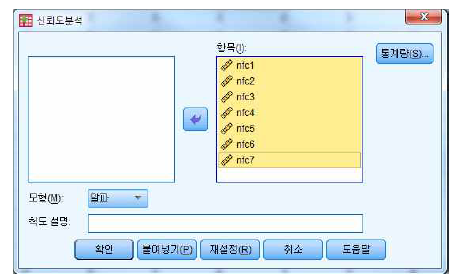 신뢰도분석
항목(I):
통계량(S)...
nfc1
nfc2
nfc3
nfc4
nfc5
nfc6
nfc7
모형(M):
알파
척도 설명:
확인
붙여넣기(P)
재설정(R)
취소
도움말